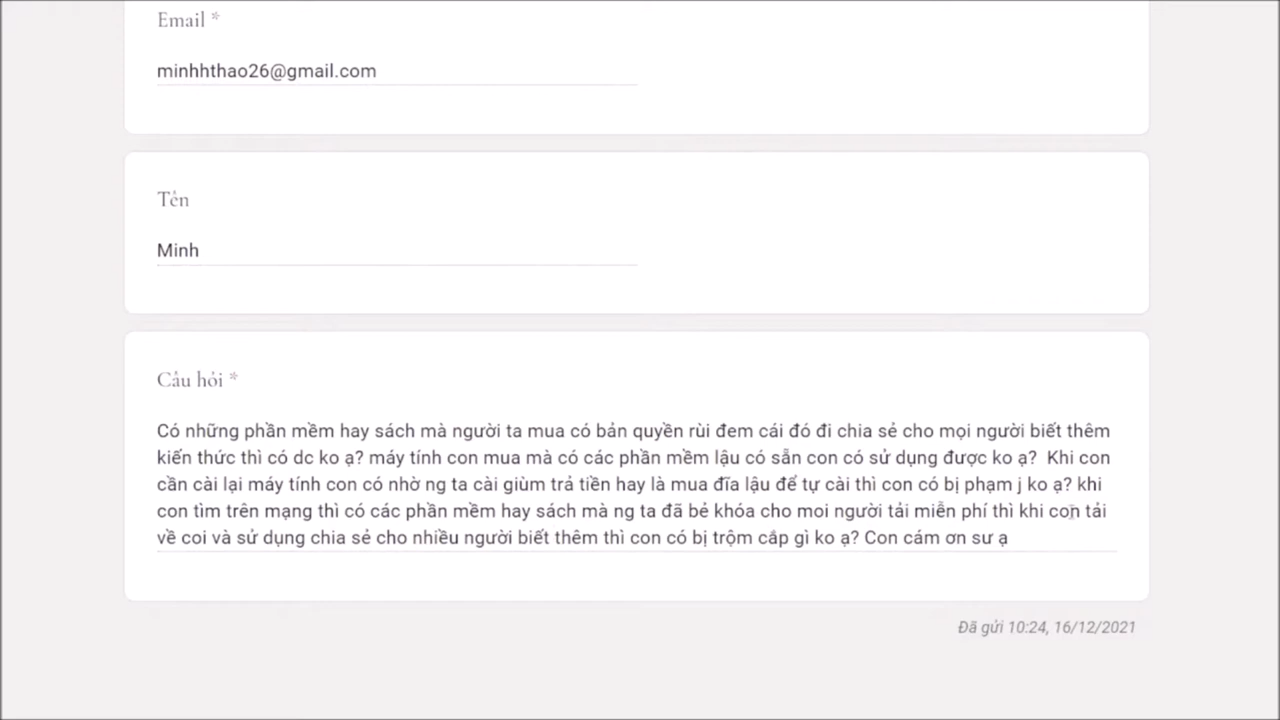 Email *
minhhthao26@gmail.com
Tên
Minh
Câu hỏi *
Có những phần mềm hay sách mà người ta mua có bản quyền rùi đem cái đó đi chia sẻ cho mọi người biết thêm
kiến thức thì có dc ko ạ? máy tính con mua mà có các phần mềm lậu có sẵn con có sử dụng được ko ạ? Khi con
cần cài lại máy tính con có nhờ ng ta cài giùm trả tiền hay là mua đĩa lậu để tự cài thì con có bị phạm j ko ạ? khi
con tìm trên mạng thì có các phần mềm hay sách mà ng ta đã bẻ khóa cho moi người tải miễn phí thì khi con tải
về coi và sử dụng chia sẻ cho nhiều người biết thêm thì con có bị trộm cắp gì ko ạ? Con cám ơn sư ạ
Đã gửi 10:24, 16/12/2021